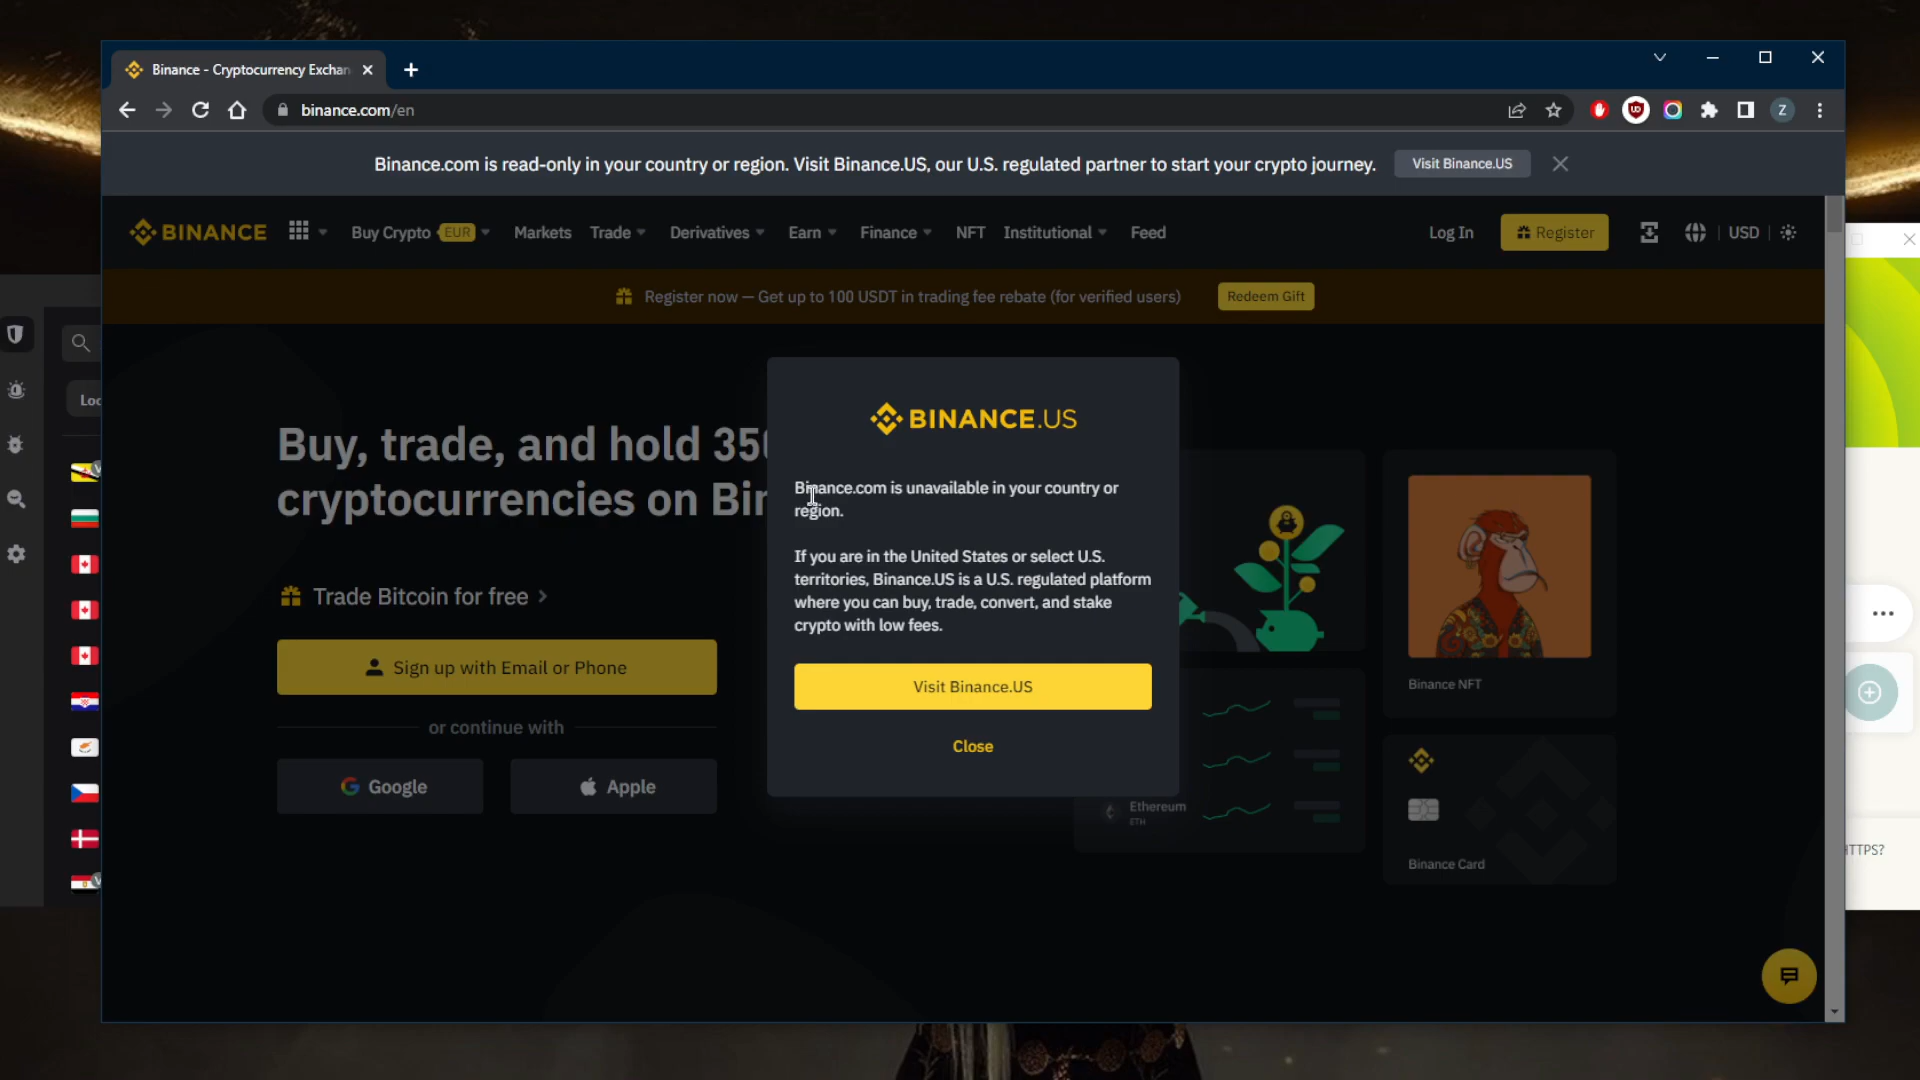 Binance - Cryptocurrency Exchan
binance.com/en
Z
Binance.com is read-only in your country or region. Visit Binance.US, our U.S. regulated partner to start your crypto journey.
Visit Binance.US
BINANCE
Buy Crypto EUR
Markets
Trade
Derivatives
Earn
Finance
NFT
Institutional
Feed
Log In
Register
USD
Register now — Get up to 100 USDT in trading fee rebate (for verified users)
Redeem Gift
Loc
Buy, trade, and hold 350
cryptocurrencies on Bin
Trade Bitcoin for free
Sign up with Email or Phone
or continue with
Google
Apple
BINANCE.US
Binance.com is unavailable in your country or
region.
If you are in the United States or select U.S.
territories, Binance.US is a U.S. regulated platform
where you can buy, trade, convert, and stake
crypto with low fees.
Visit Binance.US
Close
Ethereum
ETH
Binance NFT
Binance Card
HTTPS?